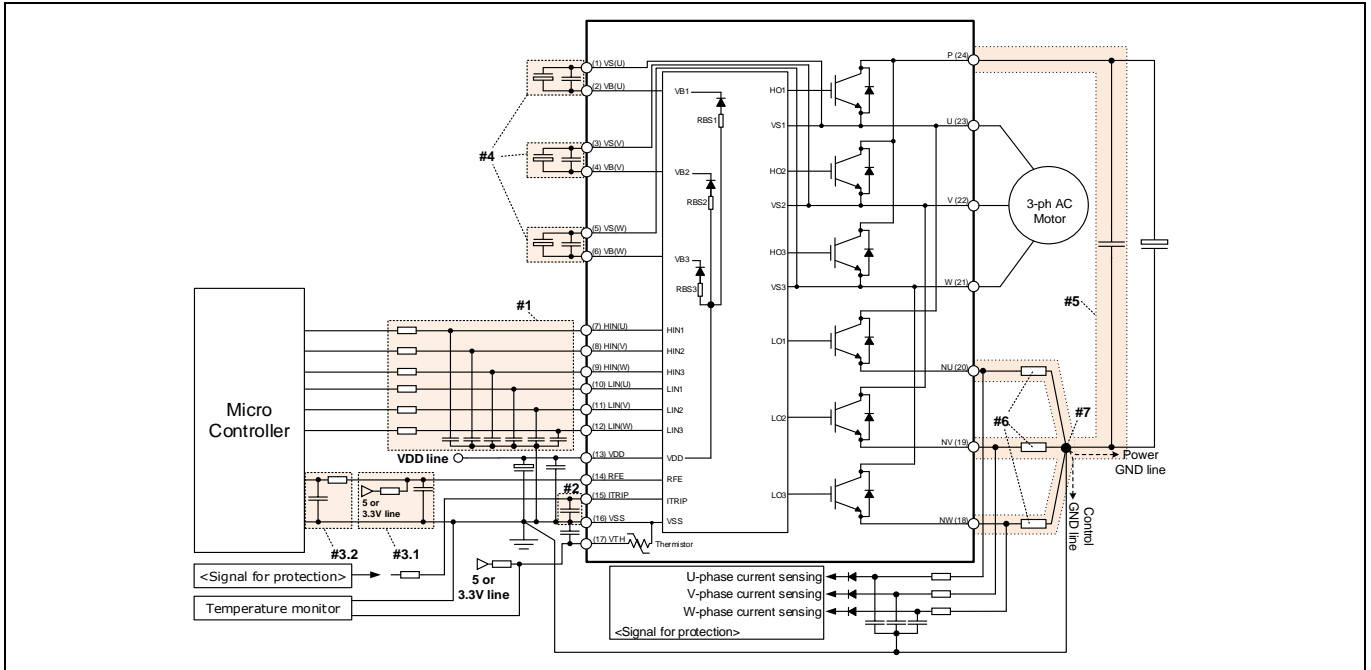 (1) VS(U)
(2) VB(U)
(3) VS(V)
(4) VB(V)
(5) VS(W)
(6) VB(W)
#4
VB1
RBS1
VB2
RBS2
VB3
RBS3
HO1
VS1
HO2
VS2
HO3
VS3
LO1
LO2
LO3
P (24)
U (23)
V (22)
W (21)
NU (20)
NV (19)
NW (18)
3-ph AC
Motor
#5
#6
#7
Power
GND line
Control
GND line
#1
Micro
Controller
(7) HIN(U)
(8) HIN(V)
(9) HIN(W)
(10) LIN(U)
(11) LIN(V)
(12) LIN(W)
(13) VDD
(14) RFE
(15) ITRIP
(16) VSS
(17) VTH
HIN1
HIN2
HIN3
LIN1
LIN2
LIN3
VDD
RFE
ITRIP
VSS
Thermistor
VDD line
#2
5 or
3.3V line
#3.2
#3.1
<Signal for protection>
Temperature monitor
5 or
3.3V line
U-phase current sensing
V-phase current sensing
W-phase current sensing
<Signal for protection>